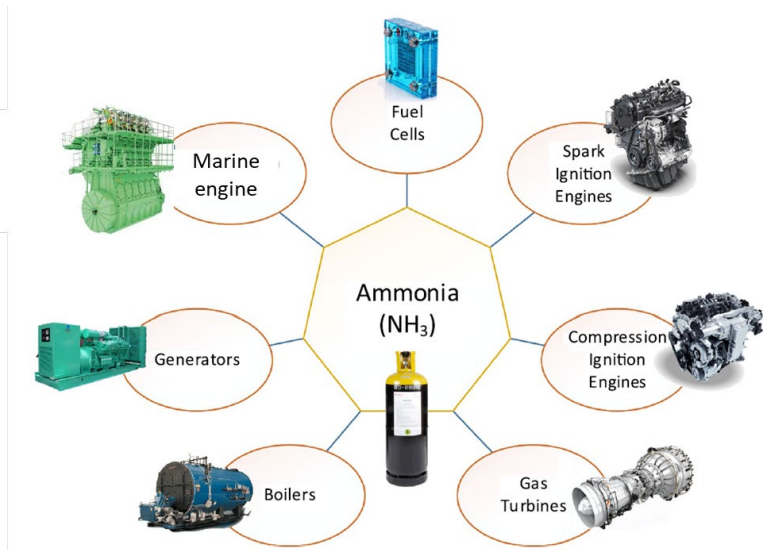 Fuel
Cells
Marine
engine
Spark
Ignition
Engines
Ammonia
(NH₃)
Generators
Compression
Ignition
Engines
Boilers
Gas
Turbines